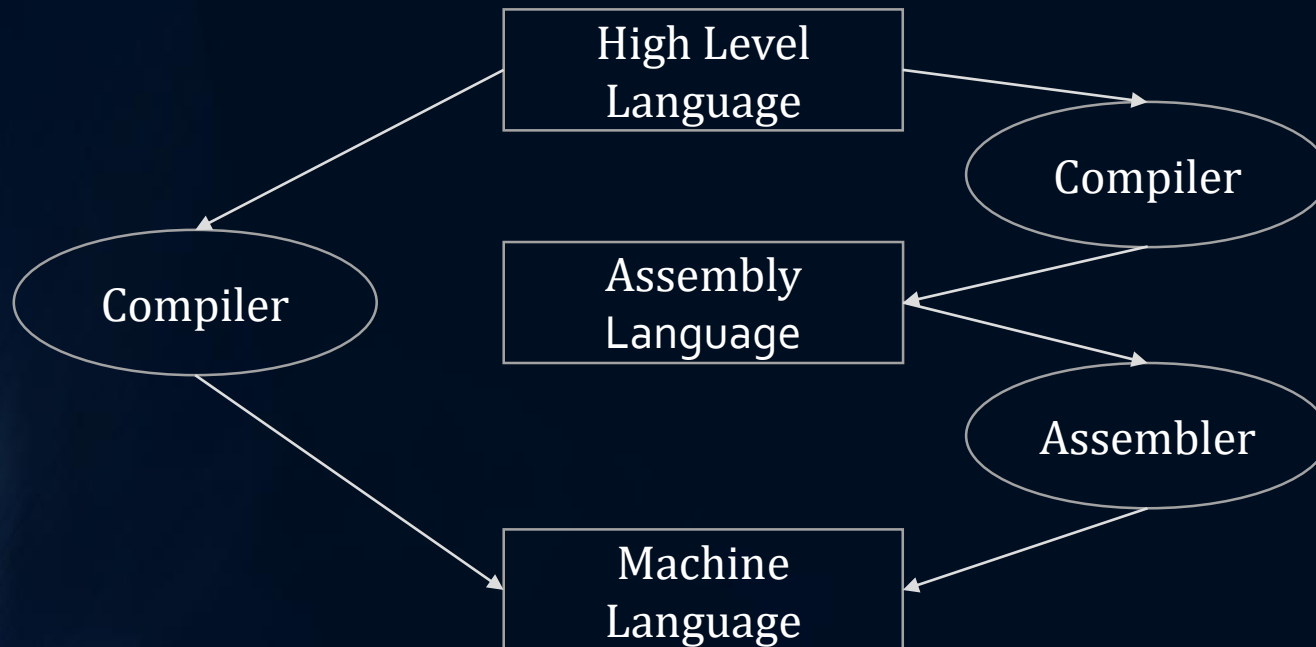 High Level
Language
Compiler
Compiler
Assembly
Language
Assembler
Machine
Language